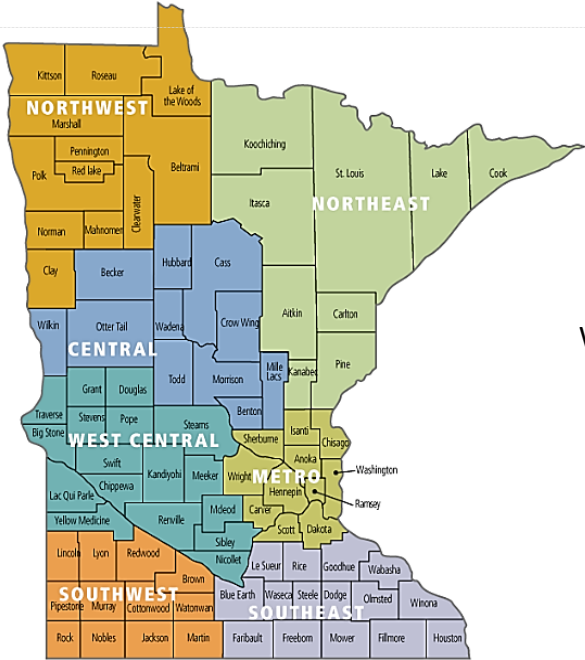 Kittson
Roseau
Lake of
the Woods
NORTHWEST
Marshall
Koochiching
Pennington
Red lake
Polk
Beltrami
St. Louis
Lake
Cook
Clearwater
Itasca
NORTHEAST
Norman
Mahnomen
Clay
Becker
Hubbard
Cass
Wilkin
Otter Tail
Wadena
Crow Wing
Aitkin
Carlton
CENTRAL
Todd
Morrison
Mille
Lacs
Kanabec
Pine
Grant
Douglas
Benton
Traverse
Stevens
Pope
Stearns
Big Stone
WEST CENTRAL
Sherburne
Isanti
Chisago
Swift
Kandiyohi
Meeker
Wright
METRO
Anoka
Washington
Lac Qui Parle
Chippewa
Hennepin
Ramsey
Yellow Medicine
Renville
Mdeod
Carver
Scott
Dakota
Sibley
Nicollet
Lincoln
Lyon
Redwood
Le Sueur
Rice
Goodhue
Wabasha
Brown
SOUTHWEST
Blue Earth
Waseca
Steele
Dodge
Olmsted
Winona
Pipestone
Murray
Cottonwood
Watonwan
SOUTHEAST
Rock
Nobles
Jackson
Martin
Faribault
Freeborn
Mower
Fillmore
Houston